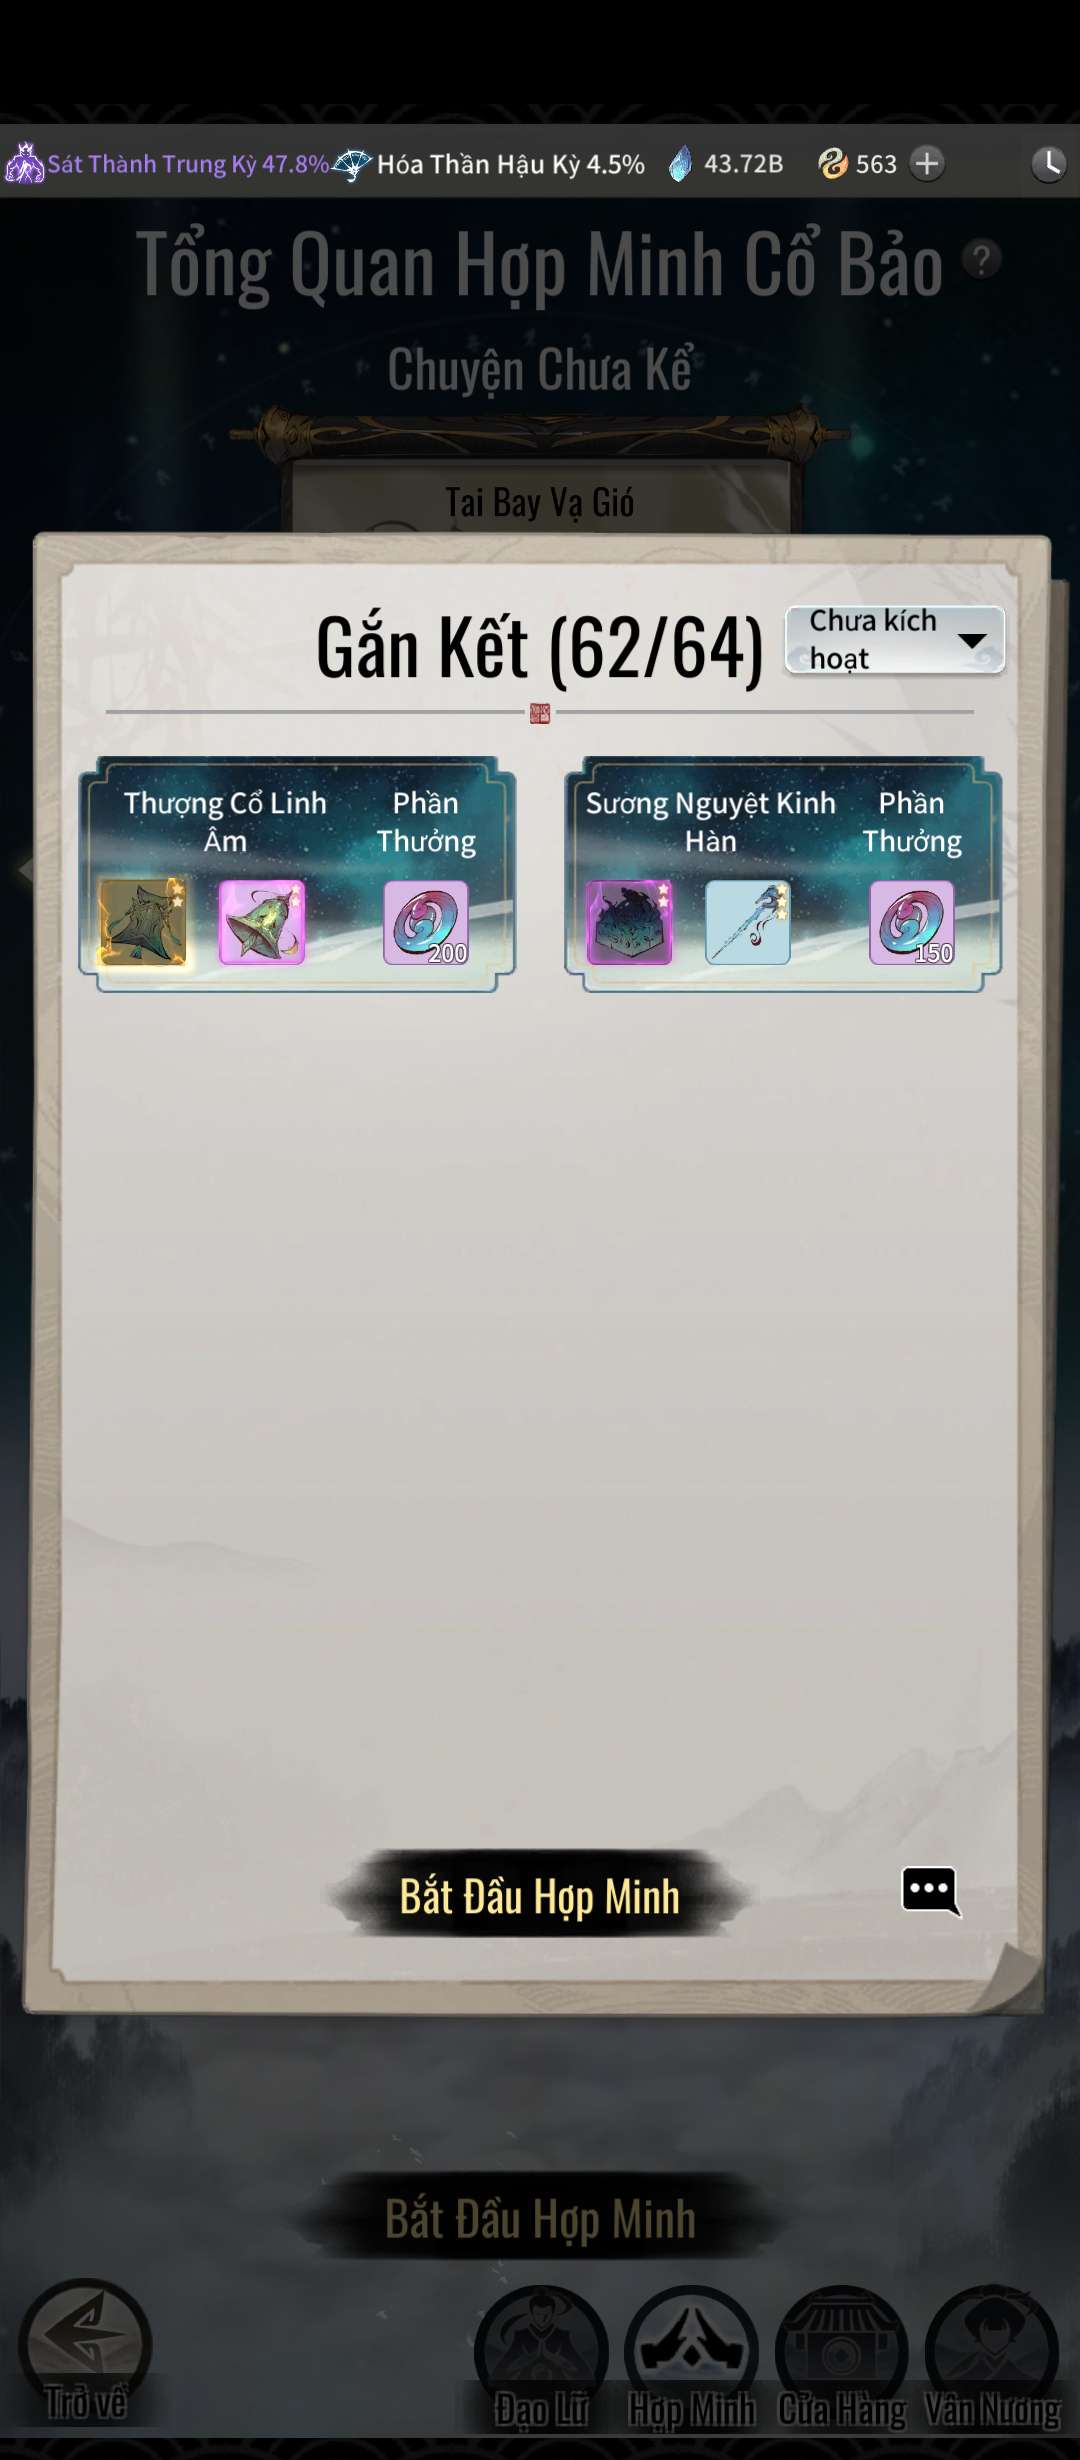 Sát Thành Trung Kỳ 47.8% Hóa Thần Hậu Kỳ 4.5% 43.72B 563
Tổng Quan Hợp Minh Cổ Bảo ?
Chuyện Chưa Kể
Tai Bay Vạ Gió
Gắn Kết (62/64)
Chưa kích
hoạt
Thượng Cổ Linh
Âm
Phần
Thưởng
200
Sương Nguyệt Kinh
Hàn
Phần
Thưởng
150
Bắt Đầu Hợp Minh
Bắt Đầu Hợp Minh
Trở về
Đạo Lữ
Hợp Minh
Cửa Hàng
Vân Nương